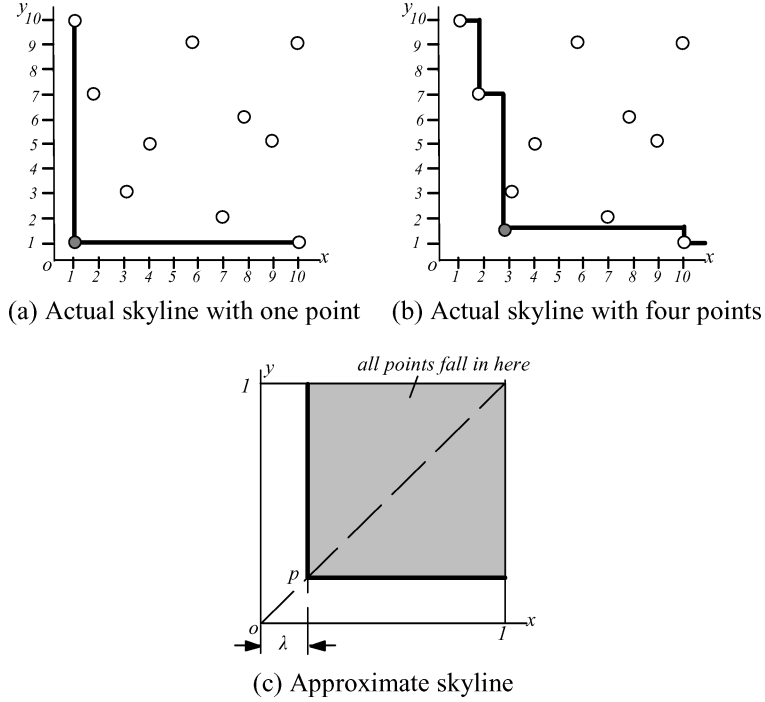 y
10
9
8
7
6
5
4
3
2
1
o
1 2 3 4 5 6 7 8 9 10
x
(a) Actual skyline with one point
y
10
9
8
7
6
5
4
3
2
1
o
1 2 3 4 5 6 7 8 9 10
x
(b) Actual skyline with four points
all points fall in here
y
1
p
o
λ
1
x
(c) Approximate skyline